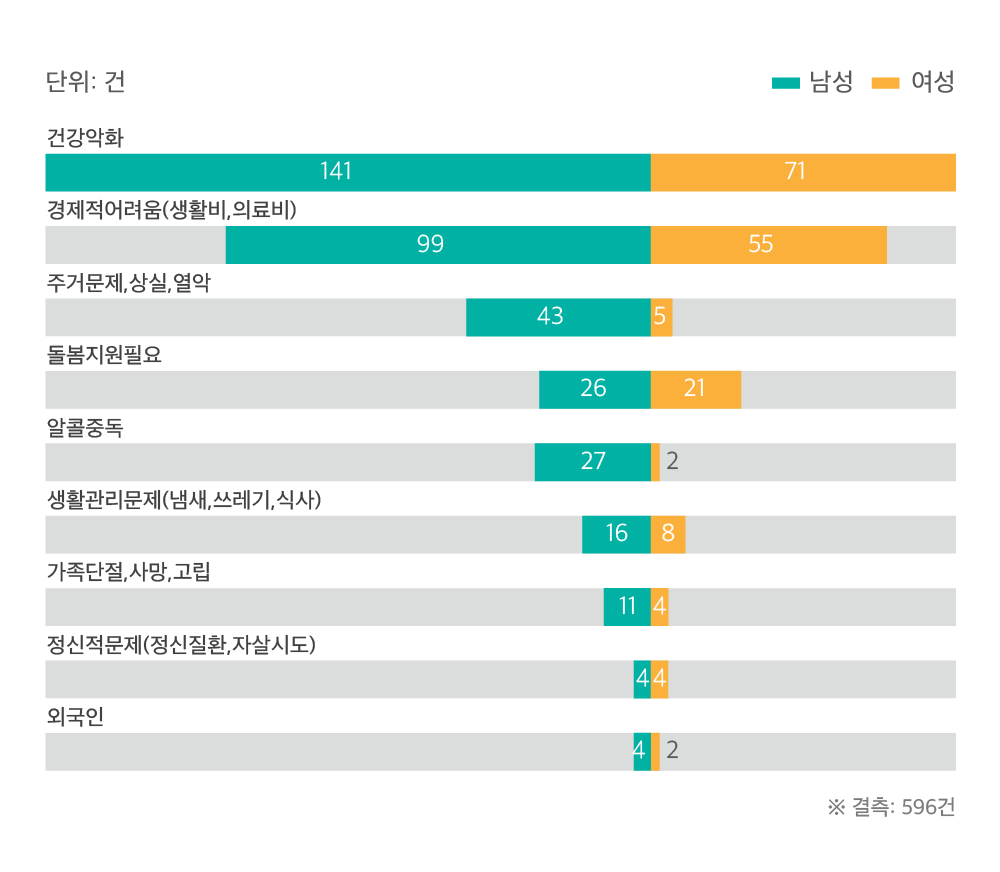 단위: 건
남성 여성
건강악화
141 71
경제적어려움(생활비,의료비)
99 55
주거문제,상실,열악
43 5
돌봄지원필요
26 21
알콜중독
27 2
생활관리문제(냄새,쓰레기,식사)
16 8
가족단절,사망,고립
11 4
정신적문제(정신질환,자살시도)
4 4
외국인
4 2
※ 결측: 596건